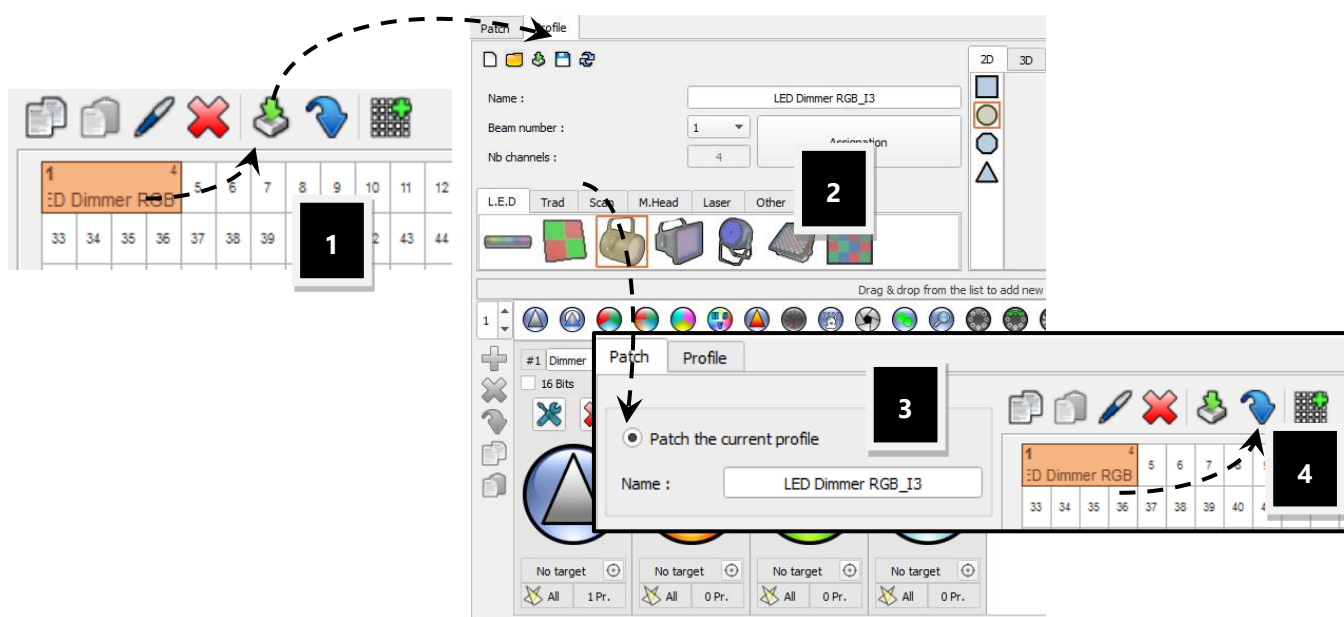 Patch Profile
2D 3D
Name : LED Dimmer RGB_I3
Beam number : 1
Nb channels : 4
Assignation
2
L.E.D Trad Scan M.Head Laser Other
1 4
ED Dimmer RGB
5 6 7 8 9 10 11 12
33 34 35 36 37 38 39 2 43 44
1
Drag & drop from the list to add new
1
#1 Dimmer
16 Bits
Patch Profile
3
Patch the current profile
Name : LED Dimmer RGB_I3
1 4
ED Dimmer RGB
5 6 7 8
33 34 35 36 37 38 39 40
4
No target No target No target No target
All 1 Pr. All 0 Pr. All 0 Pr. All 0 Pr.